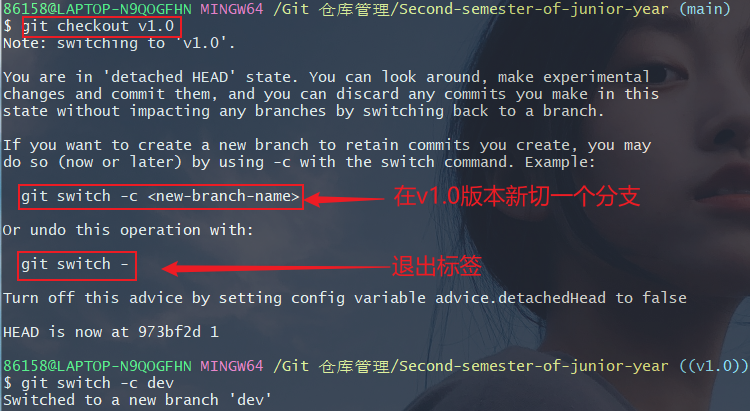 86158@LAPTOP-N9QOGFHN MINGW64 /Git 仓库管理/Second-semester-of-junior-year (main)
$ git checkout v1.0
Note: switching to 'v1.0'.
You are in 'detached HEAD' state. You can look around, make experimental
changes and commit them, and you can discard any commits you make in this
state without impacting any branches by switching back to a branch.
If you want to create a new branch to retain commits you create, you may
do so (now or later) by using -c with the switch command. Example:
git switch -c <new-branch-name> 在v1.0版本新切一个分支
Or undo this operation with:
git switch - 退出标签
Turn off this advice by setting config variable advice.detachedHead to false
HEAD is now at 973bf2d 1
86158@LAPTOP-N9QOGFHN MINGW64 /Git 仓库管理/Second-semester-of-junior-year ((v1.0))
$ git switch -c dev
Switched to a new branch 'dev'